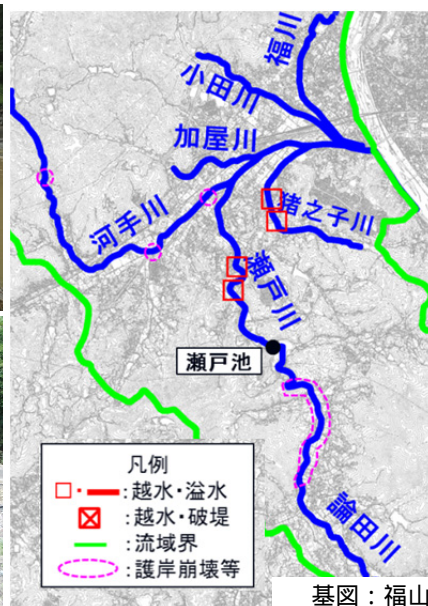 福川
小田川
加屋川
猪之子川
河手川
瀬戸川
瀬戸池
論田川
凡例
□・━:越水・溢水
☒:越水・破堤
━:流域界
:護岸崩壊等
基図:福山